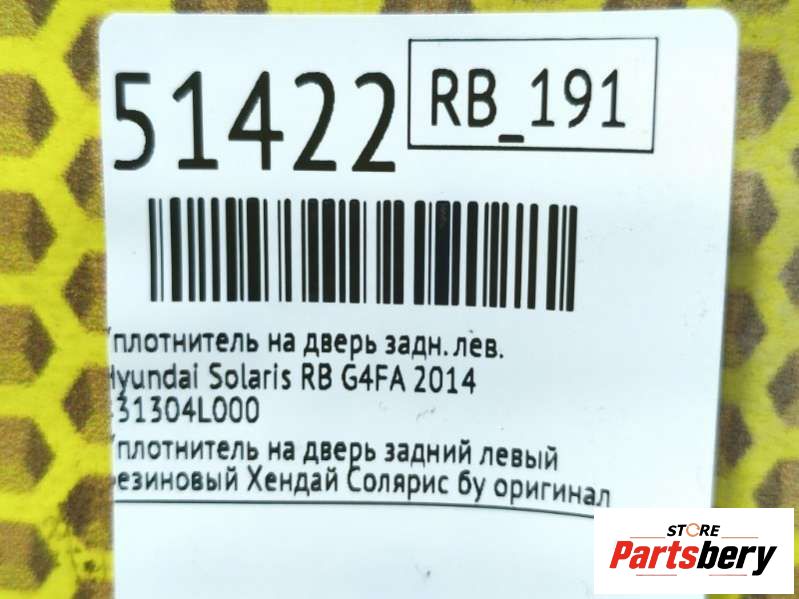 51422
RB_191
плотнитель на дверь задн.лев.
Hyundai Solaris RB G4FA 2014
31304L000
плотнитель на дверь задний левый
резиновый Хендай Солярис бу оригинал
STORE
Partsbery